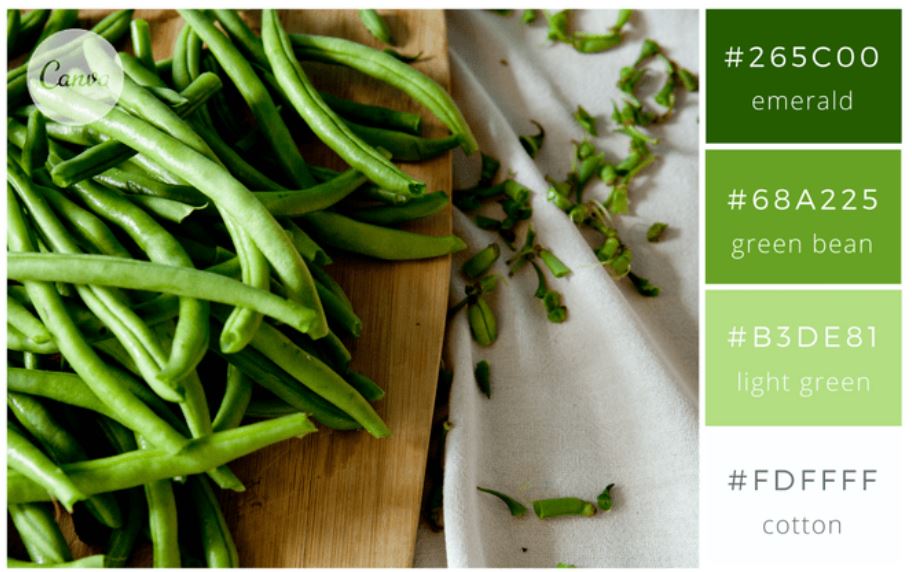 Canva
#265C00
emerald
#68A225
green bean
#B3DE81
light green
#FDFFFF
cotton